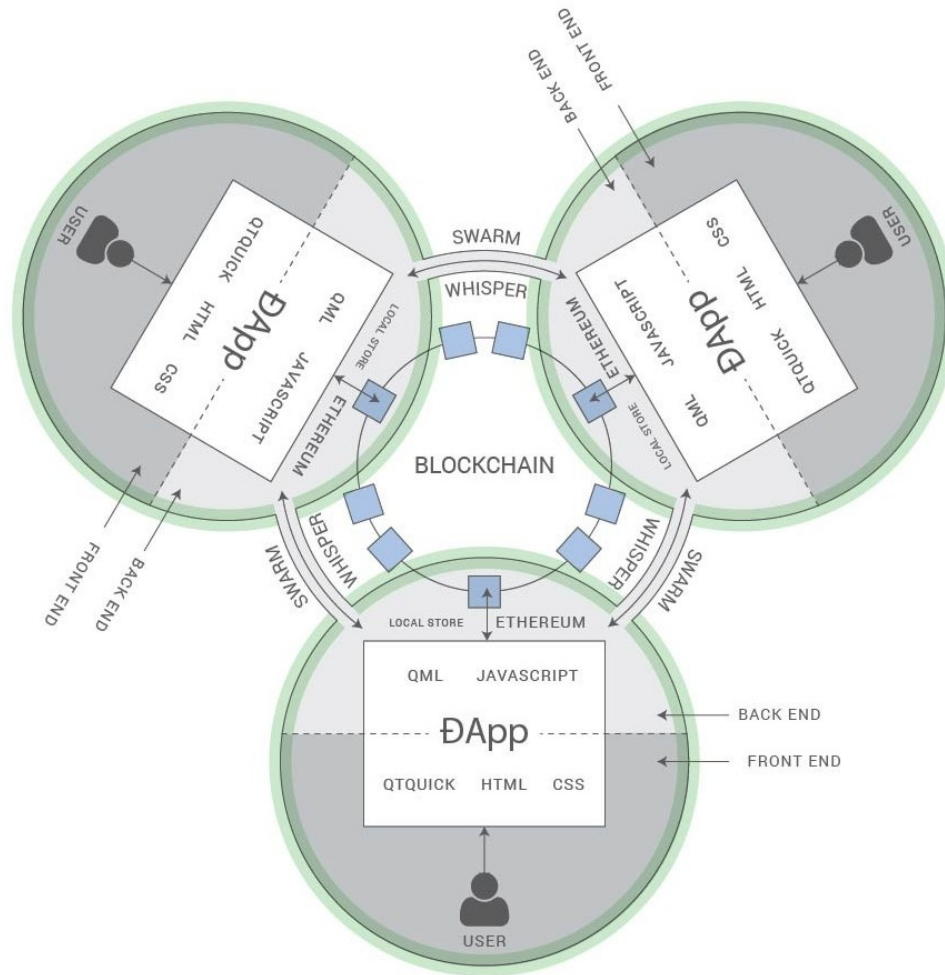 FRONT END
BACK END
USER
QTQUICK
HTML
CSS
ĐApp
QML
JAVASCRIPT
LOCAL STORE
ETHEREUM
FRONT END
BACK END
SWARM
WHISPER
USER
CSS
HTML
QTQUICK
ĐApp
JAVASCRIPT
QML
ETHEREUM
LOCAL STORE
BLOCKCHAIN
SWARM
WHISPER
WHISPER
SWARM
LOCAL STORE ETHEREUM
QML JAVASCRIPT
ĐApp
QTQUICK HTML CSS
BACK END
FRONT END
USER